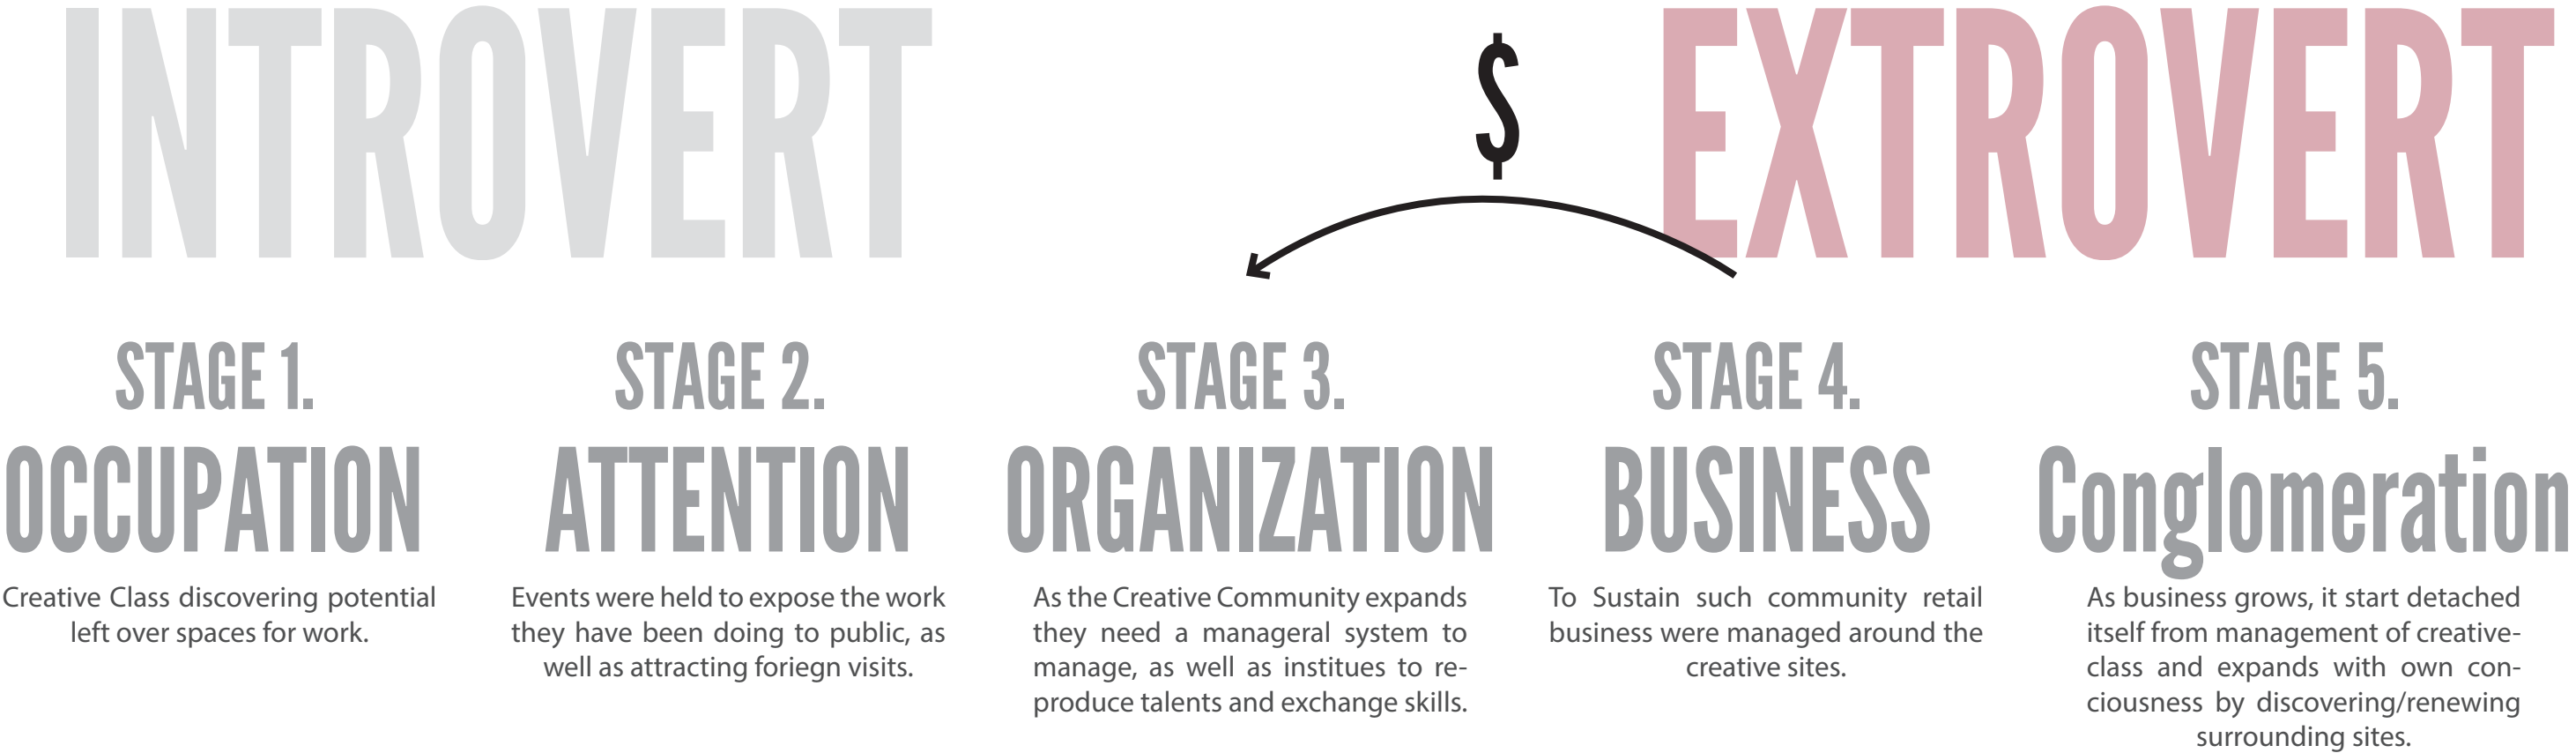 INTROVERT
$
EXTROVERT
STAGE 1.
OCCUPATION
Creative Class discovering potential
left over spaces for work.
STAGE 2.
ATTENTION
Events were held to expose the work
they have been doing to public, as
well as attracting foriegn visits.
STAGE 3.
ORGANIZATION
As the Creative Community expands
they need a manageral system to
manage, as well as institues to re-
produce talents and exchange skills.
STAGE 4.
BUSINESS
To Sustain such community retail
business were managed around the
creative sites.
STAGE 5.
Conglomeration
As business grows, it start detached
itself from management of creative-
class and expands with own con-
ciousness by discovering/renewing
surrounding sites.